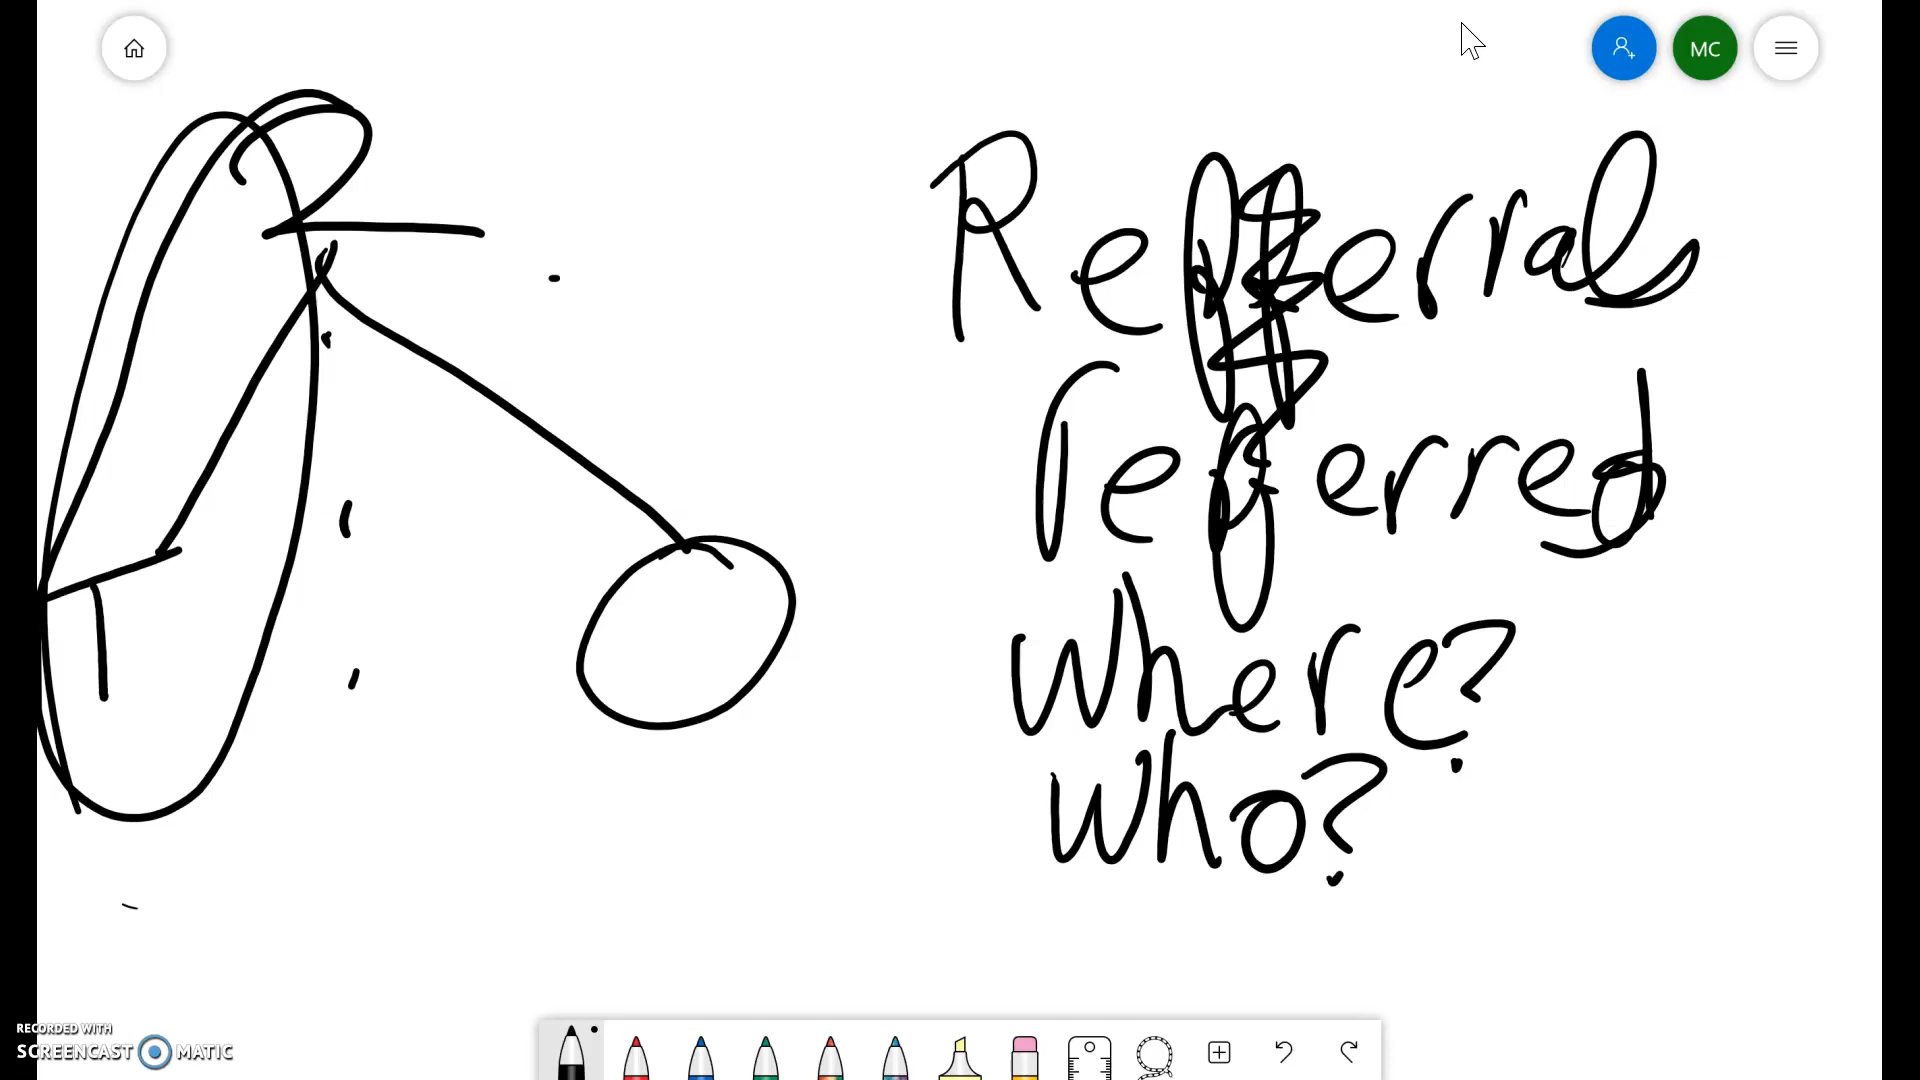 MC
Referral
referred
Where?
Who?
RECORDED WITH
SCREENCAST MATIC